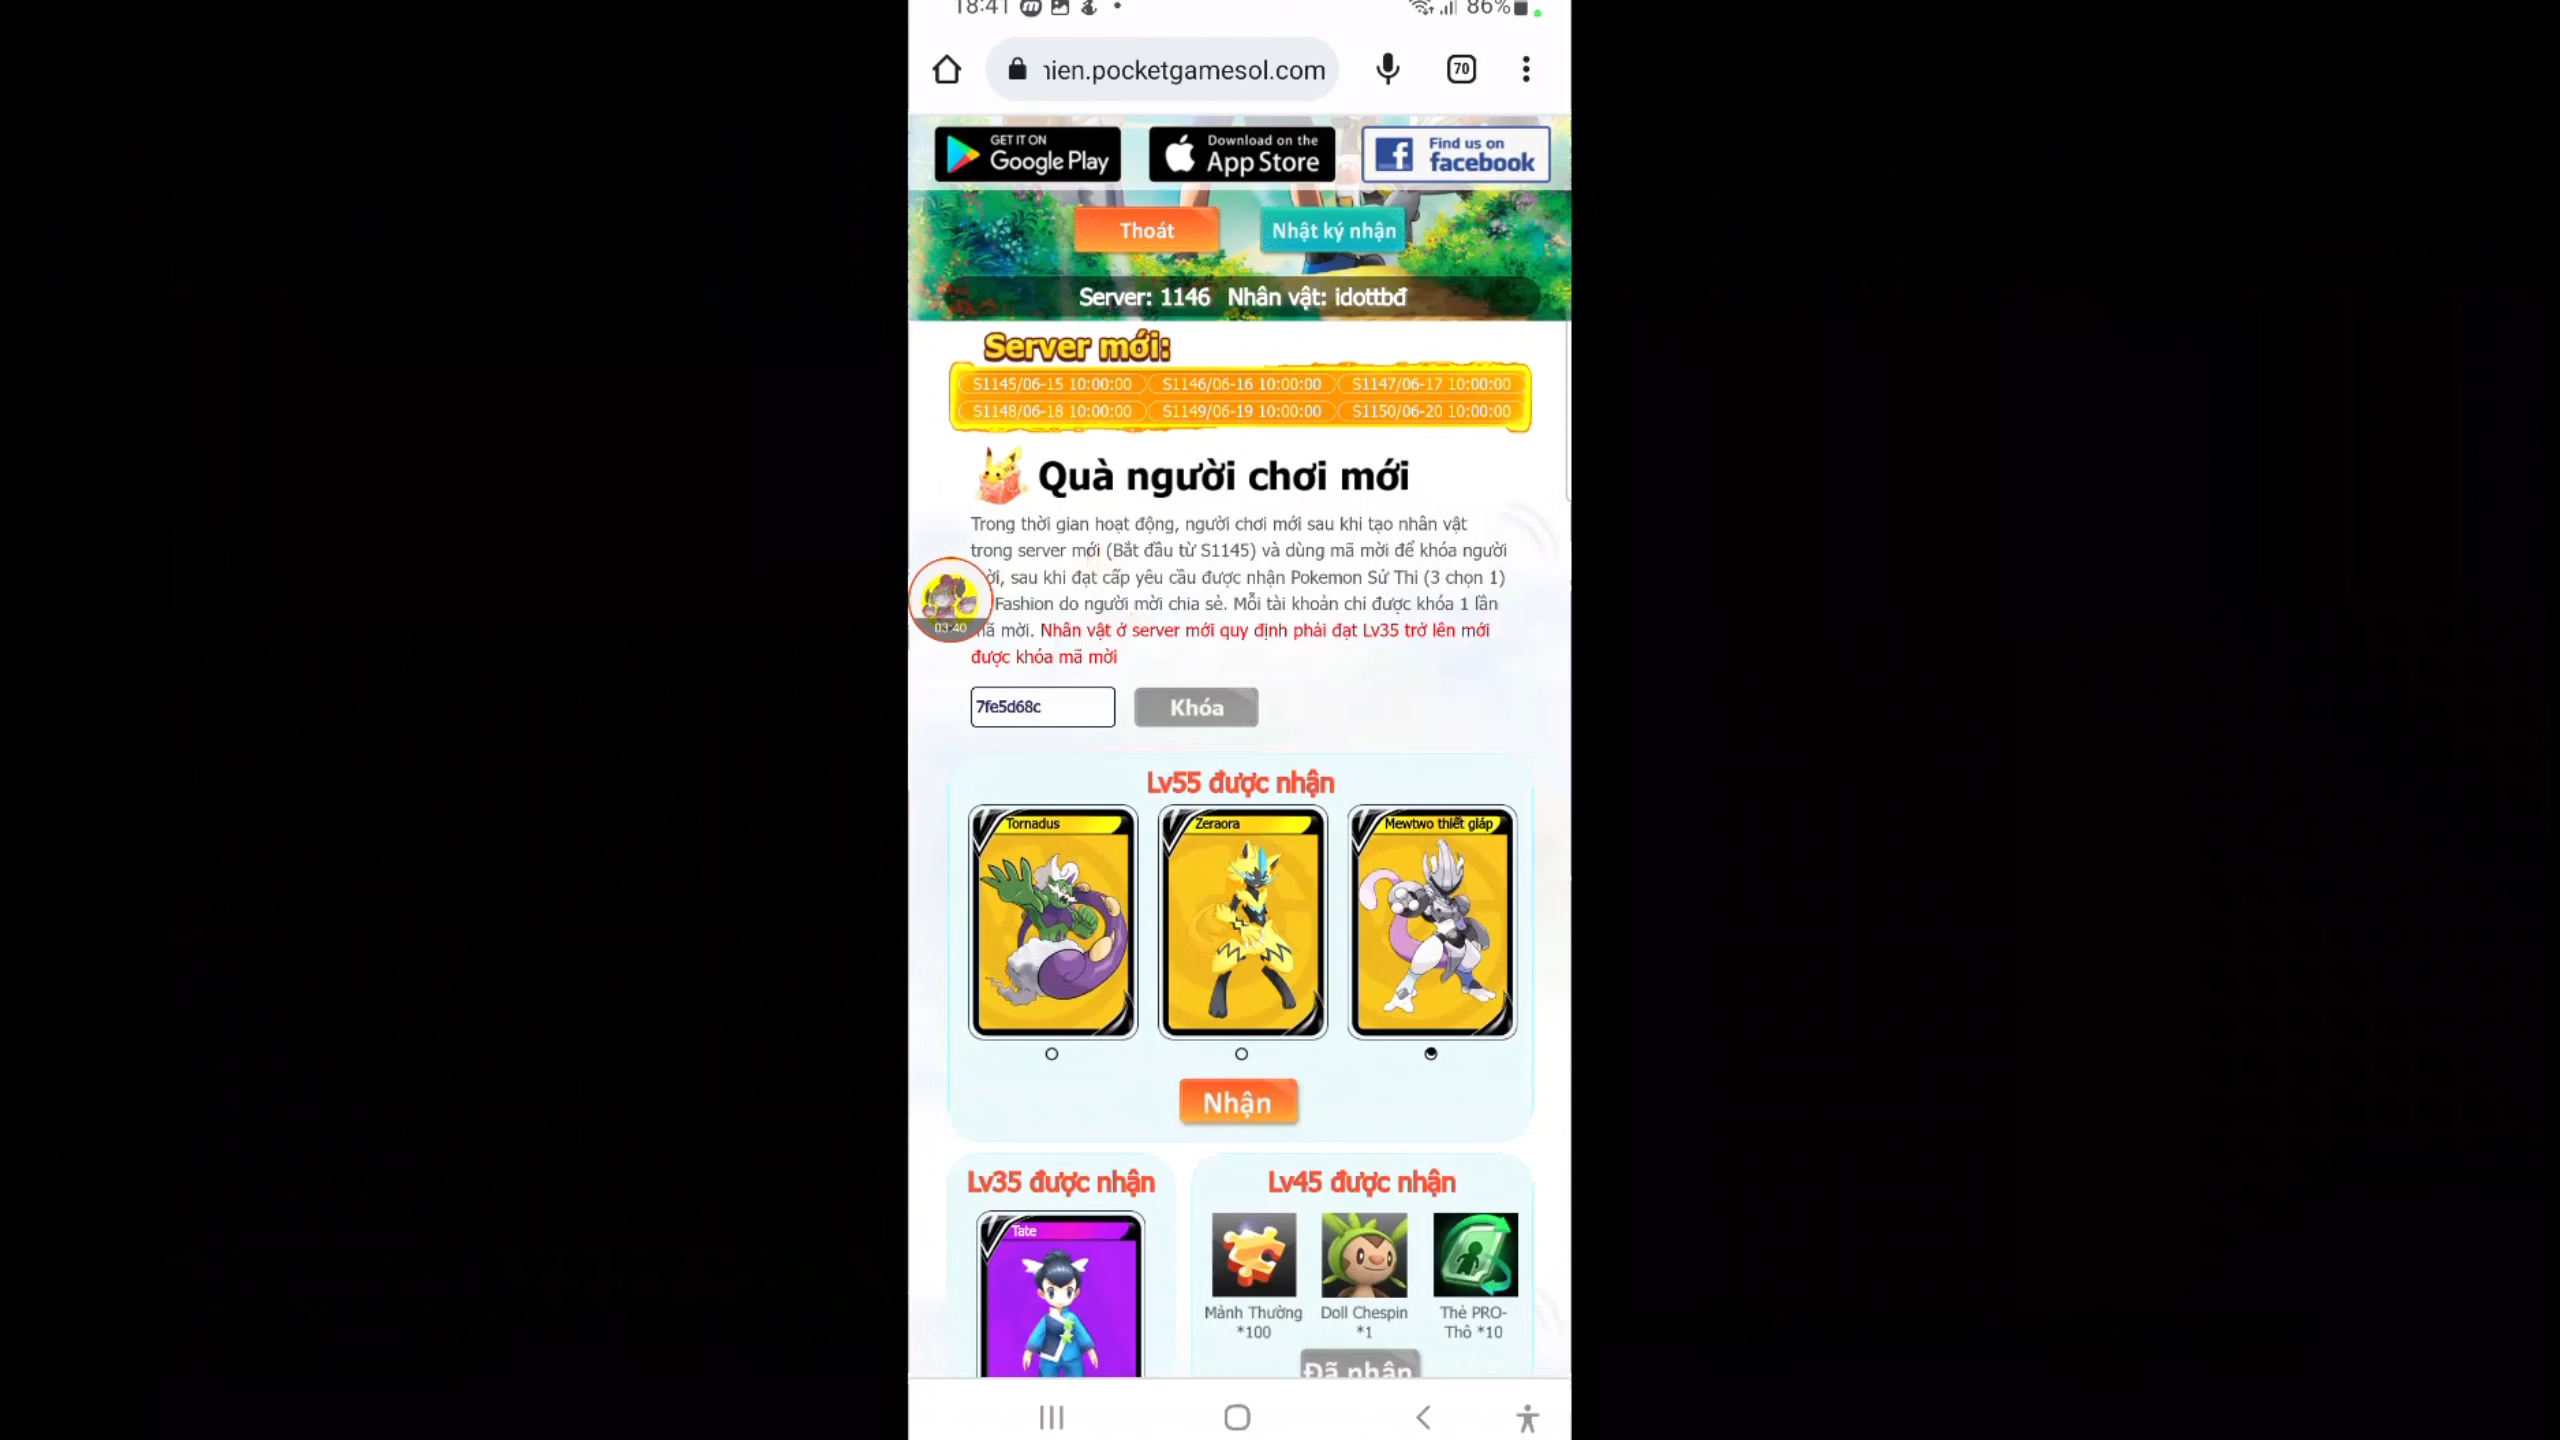 18:41
86%
nien.pocketgamesol.com
70
GET IT ON
Google Play
Download on the
App Store
Find us on
facebook
Thoát
Nhật ký nhận
Server: 1146 Nhân vật: idottbđ
Server mới:
S1145/06-15 10:00:00 S1146/06-16 10:00:00 S1147/06-17 10:00:00
S1148/06-18 10:00:00 S1149/06-19 10:00:00 S1150/06-20 10:00:00
Quà người chơi mới
Trong thời gian hoạt động, người chơi mới sau khi tạo nhân vật
trong server mới (Bắt đầu từ S1145) và dùng mã mời để khóa người
ời, sau khi đạt cấp yêu cầu được nhận Pokemon Sử Thi (3 chọn 1)
Fashion do người mời chia sẻ. Mỗi tài khoản chỉ được khóa 1 lần
mã mời. Nhân vật ở server mới quy định phải đạt Lv35 trở lên mới
được khóa mã mời
03:40
7fe5d68c
Khóa
Lv55 được nhận
Tornadus
Zeraora
Mewtwo thiết giáp
Nhận
Lv35 được nhận
Tate
Lv45 được nhận
Mảnh Thường
*100
Doll Chespin
*1
Thẻ PRO-
Thô *10
Đã nhận